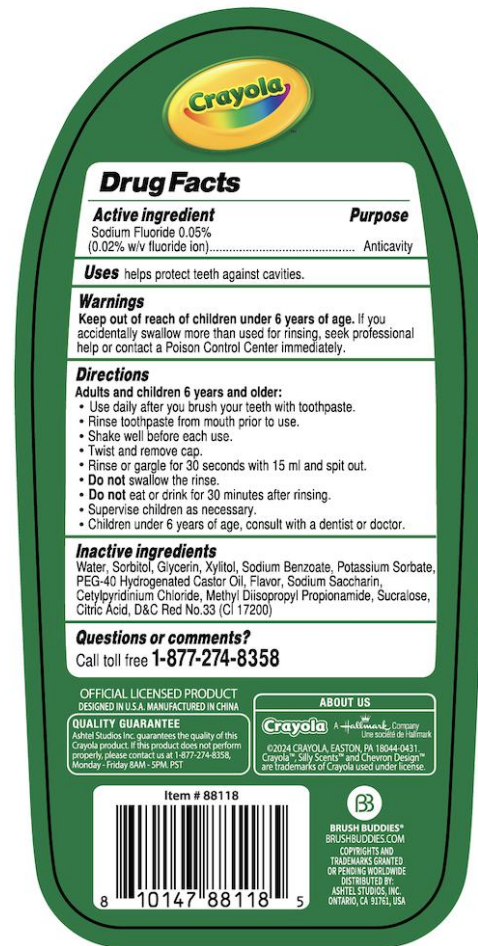 Crayola
Drug Facts
Active ingredient Purpose
Sodium Fluoride 0.05%
(0.02% w/v fluoride ion)............................................ Anticavity
Uses helps protect teeth against cavities.
Warnings
Keep out of reach of children under 6 years of age. If you
accidentally swallow more than used for rinsing, seek professional
help or contact a Poison Control Center immediately.
Directions
Adults and children 6 years and older:
• Use daily after you brush your teeth with toothpaste.
• Rinse toothpaste from mouth prior to use.
• Shake well before each use.
• Twist and remove cap.
• Rinse or gargle for 30 seconds with 15 ml and spit out.
• Do not swallow the rinse.
• Do not eat or drink for 30 minutes after rinsing.
• Supervise children as necessary.
• Children under 6 years of age, consult with a dentist or doctor.
Inactive ingredients
Water, Sorbitol, Glycerin, Xylitol, Sodium Benzoate, Potassium Sorbate,
PEG-40 Hydrogenated Castor Oil, Flavor, Sodium Saccharin,
Cetylpyridinium Chloride, Methyl Diisopropyl Propionamide, Sucralose,
Citric Acid, D&C Red No.33 (CI 17200)
Questions or comments?
Call toll free 1-877-274-8358
OFFICIAL LICENSED PRODUCT
DESIGNED IN U.S.A. MANUFACTURED IN CHINA
QUALITY GUARANTEE
Ashtel Studios Inc. guarantees the quality of this
Crayola product. If this product does not perform
properly, please contact us at 1-877-274-8358,
Monday - Friday 8AM - 5PM. PST
ABOUT US
Crayola A Hallmark Company
Une société de Hallmark
©2024 CRAYOLA, EASTON, PA 18044-0431.
Crayola™, Silly Scents™ and Chevron Design™
are trademarks of Crayola used under license.
Item # 88118
8 10147 88118 5
BB
BRUSH BUDDIES®
BRUSHBUDDIES.COM
COPYRIGHTS AND
TRADEMARKS GRANTED
OR PENDING WORLDWIDE
DISTRIBUTED BY:
ASHTEL STUDIOS, INC.
ONTARIO, CA 91761, USA